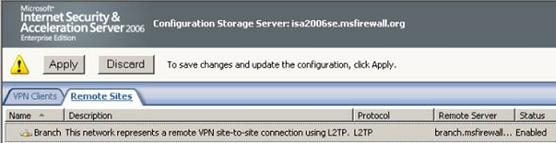 Microsoft
Internet Security &
Acceleration Server 2006
Enterprise Edition
Configuration Storage Server: isa2006se.msfirewall.org
Apply Discard To save changes and update the configuration, click Apply.
VPN Clients Remote Sites
Name Description Protocol Remote Server Status
Branch This network represents a remote VPN site-to-site connection using L2TP. L2TP branch.msfirewall... Enabled